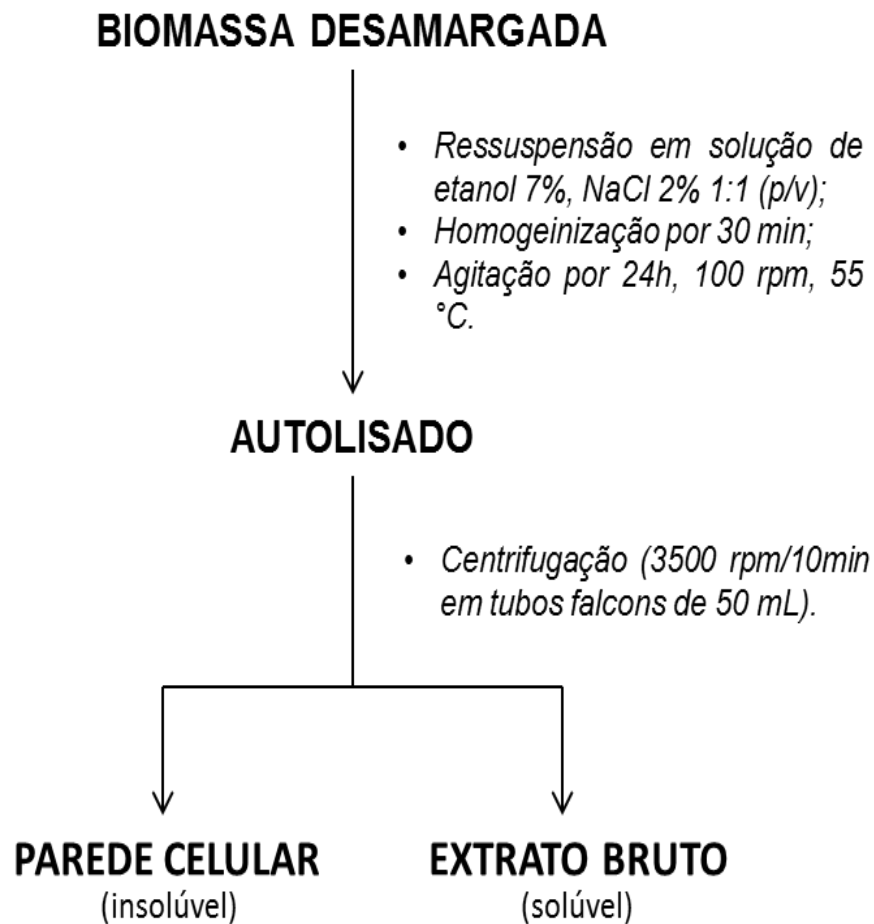 BIOMASSA DESAMARGADA
• Ressuspensão em solução de
etanol 7%, NaCl 2% 1:1 (p/v);
• Homogeinização por 30 min;
• Agitação por 24h, 100 rpm, 55
°C.
AUTOLISADO
• Centrifugação (3500 rpm/10min
em tubos falcons de 50 mL).
PAREDE CELULAR
(insolúvel)
EXTRATO BRUTO
(solúvel)